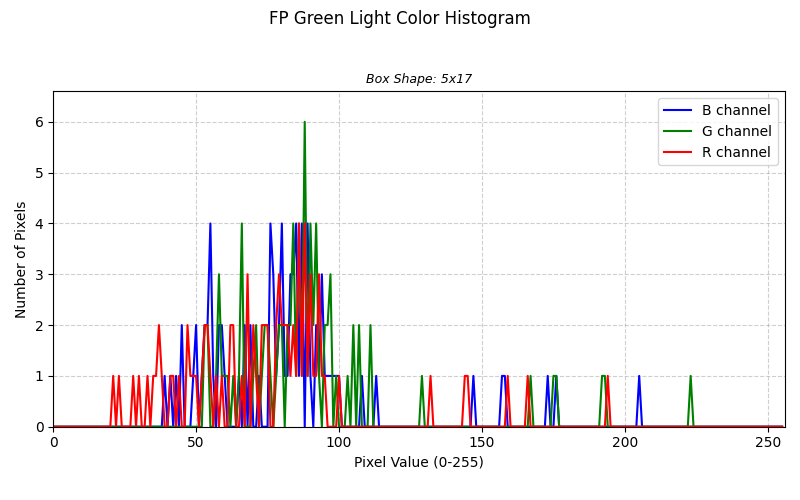 FP Green Light Color Histogram
Box Shape: 5x17
B channel
G channel
R channel
Number of Pixels
6
5
4
3
2
1
0
0 50 100 150 200 250
Pixel Value (0-255)